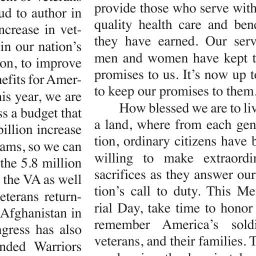 ud to author in
ncrease in vet-
in our nation's
on, to improve
nefits for Amer-
his year, we are
ss a budget that
billion increase
ams, so we can
the 5.8 million
the VA as well
eterans return-
Afghanistan in
ngress has also
nded Warriors
provide those who serve with
quality health care and bene
they have earned. Our serv
men and women have kept t
promises to us. It's now up to
to keep our promises to them.
How blessed we are to liv
a land, where from each gen
tion, ordinary citizens have b
willing to make extraordin
sacrifices as they answer our
tion's call to duty. This Me
rial Day, take time to honor
remember America's soldi
veterans, and their families. T